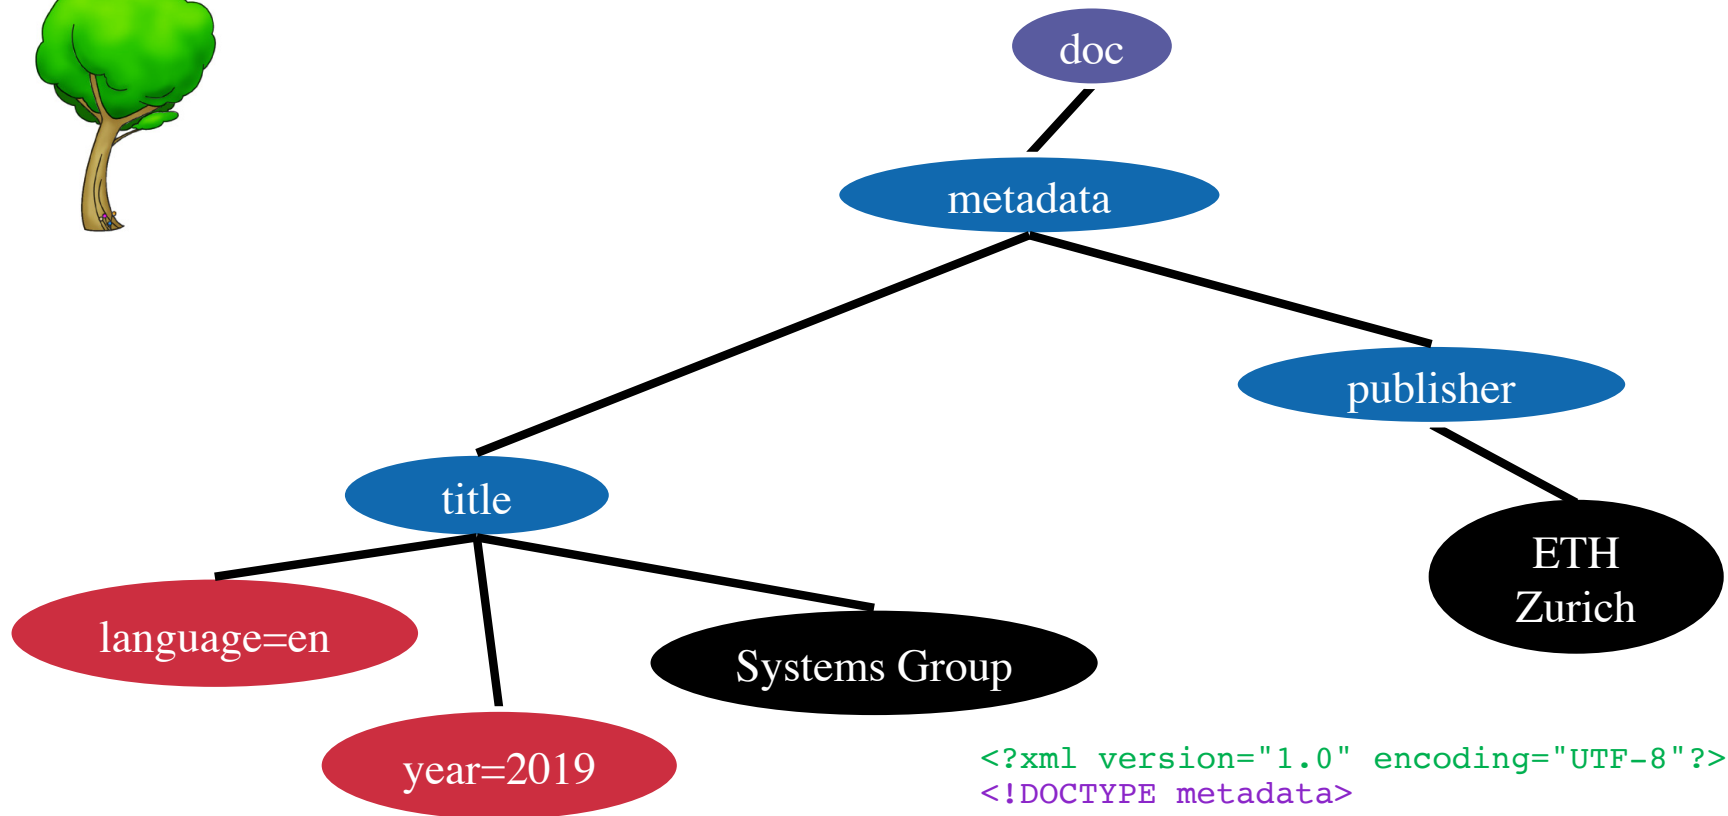 doc
metadata
publisher
title
ETH
Zurich
language=en
Systems Group
year=2019
<?xml version="1.0" encoding="UTF-8"?>
<!DOCTYPE metadata>